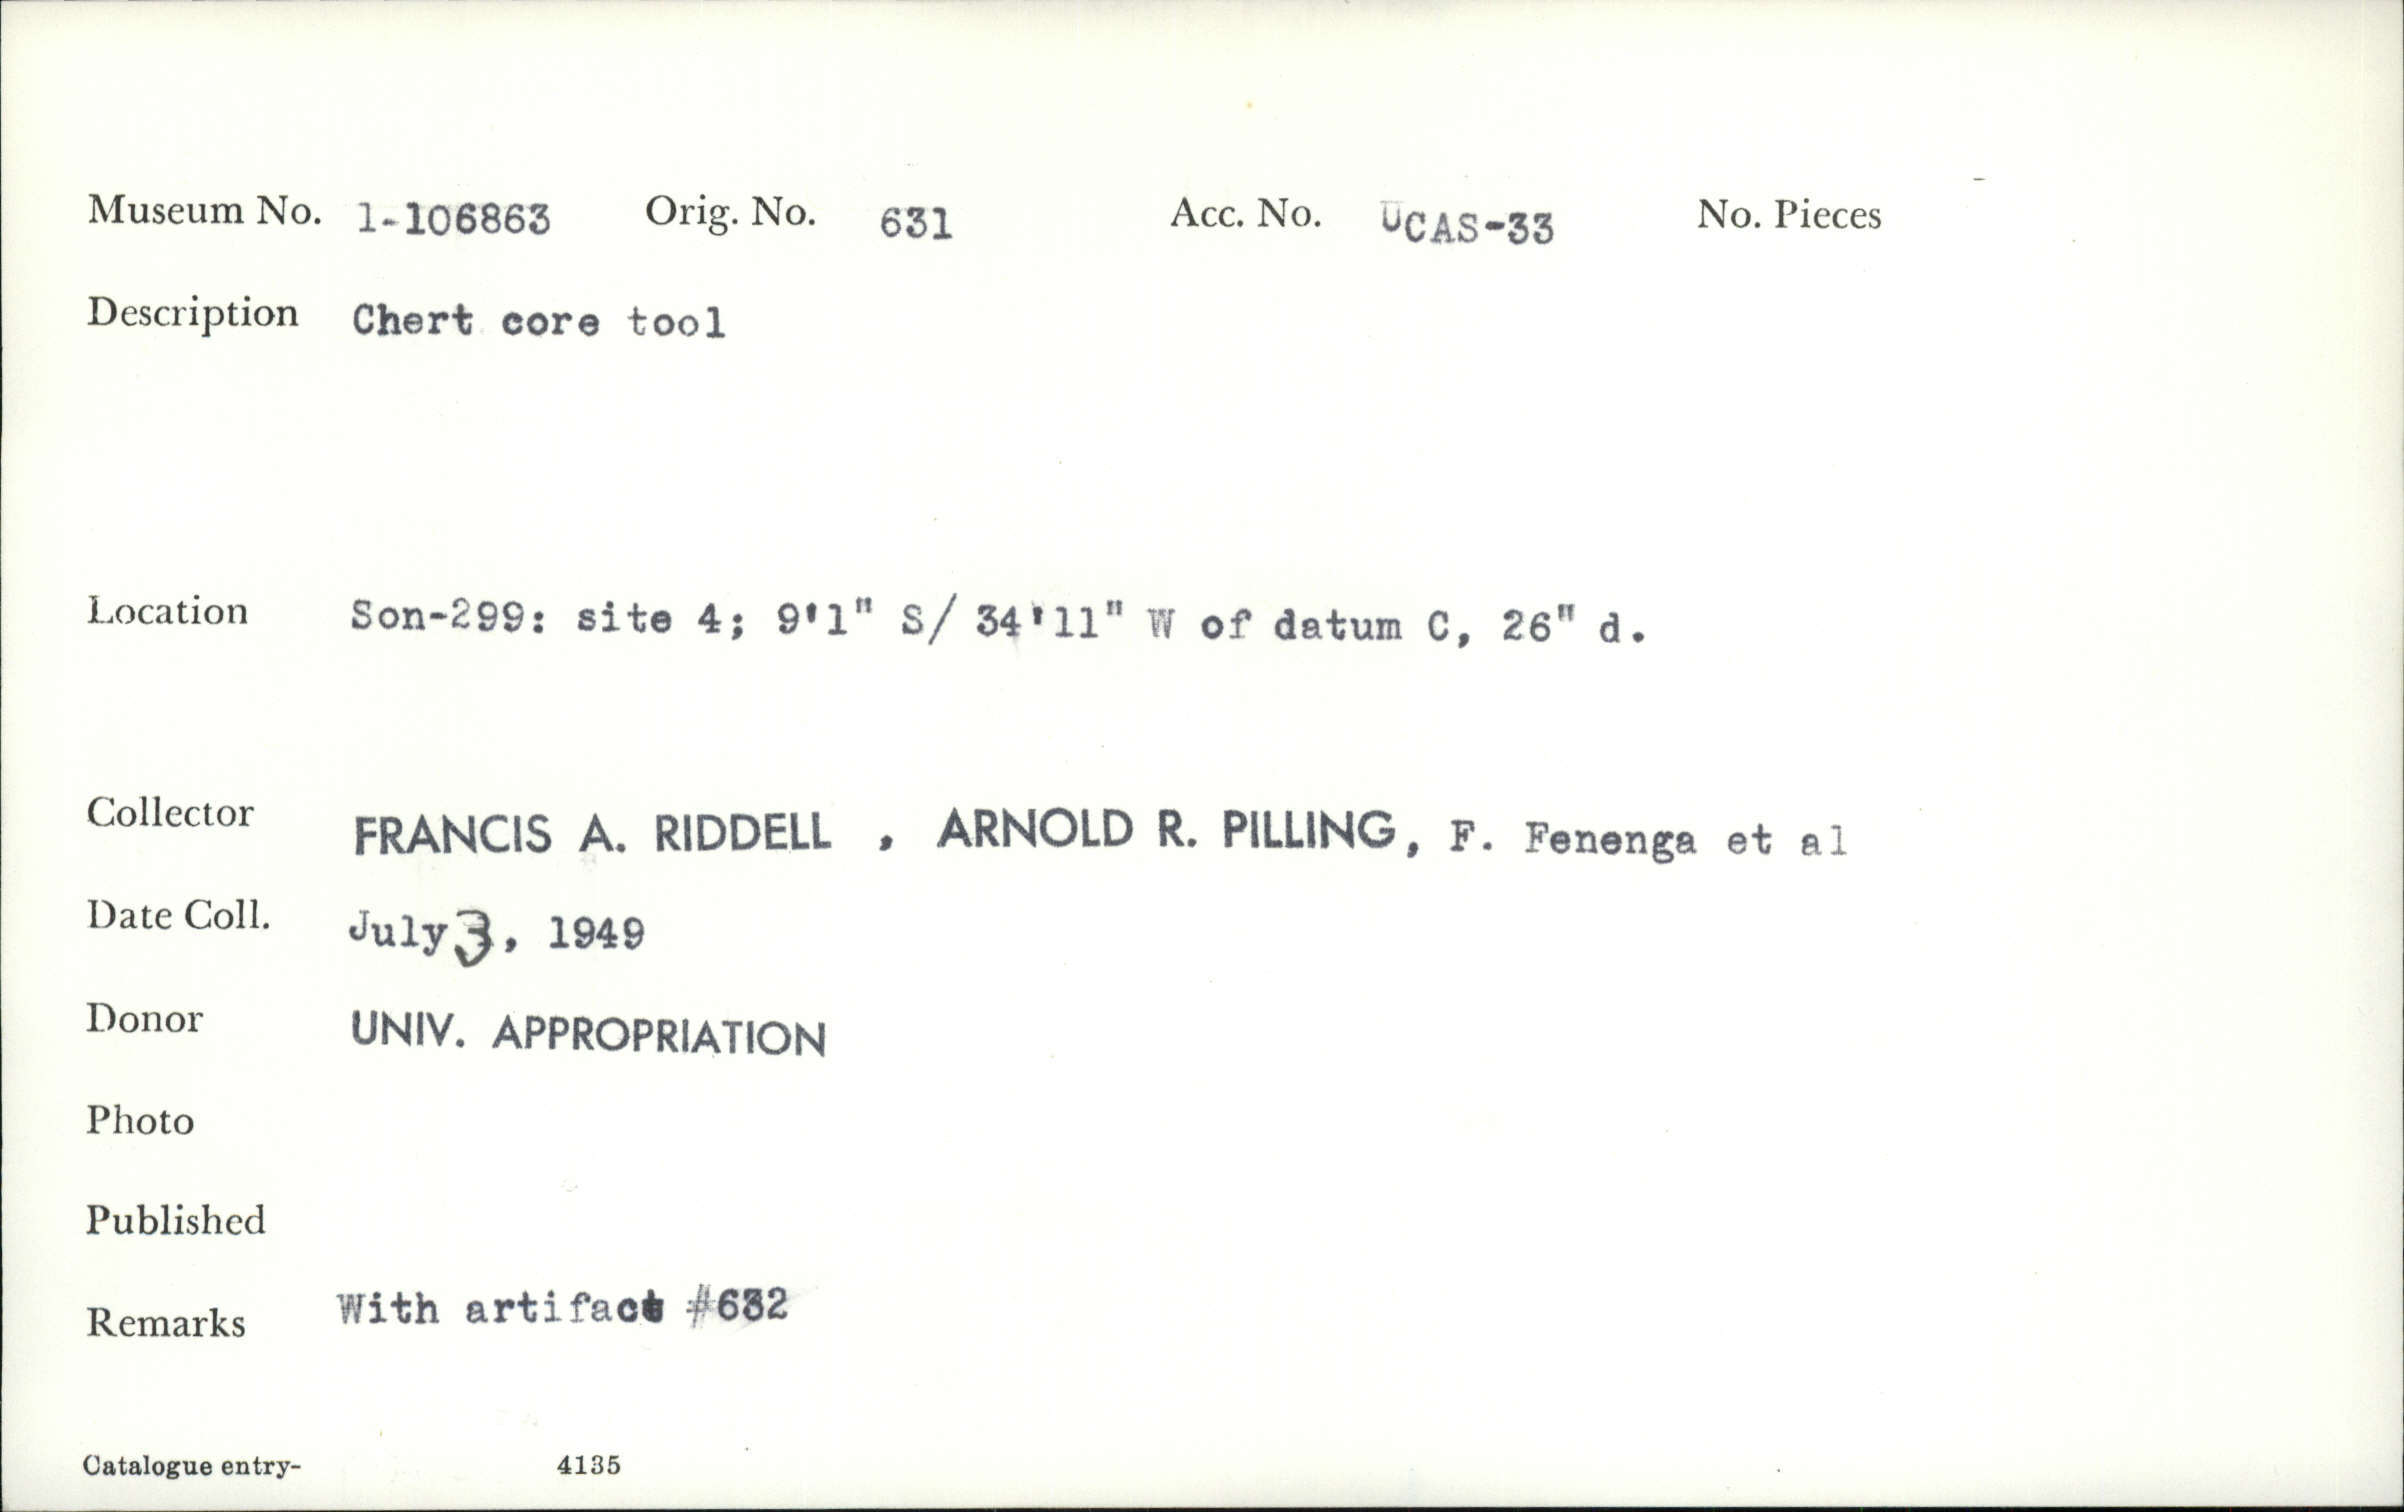 Museum No. 1-106863 Orig. No. 631 Acc. No. UCAS-33 No. Pieces
Description Chert core tool
Location Son-299: site 4; 9'1" S/ 34'11" W of datum C, 26" d.
Collector FRANCIS A. RIDDELL , ARNOLD R. PILLING, F. Fenenga et al
Date Coll. July 3, 1949
Donor UNIV. APPROPRIATION
Photo
Published
Remarks With artifact #632
Catalogue entry- 4135